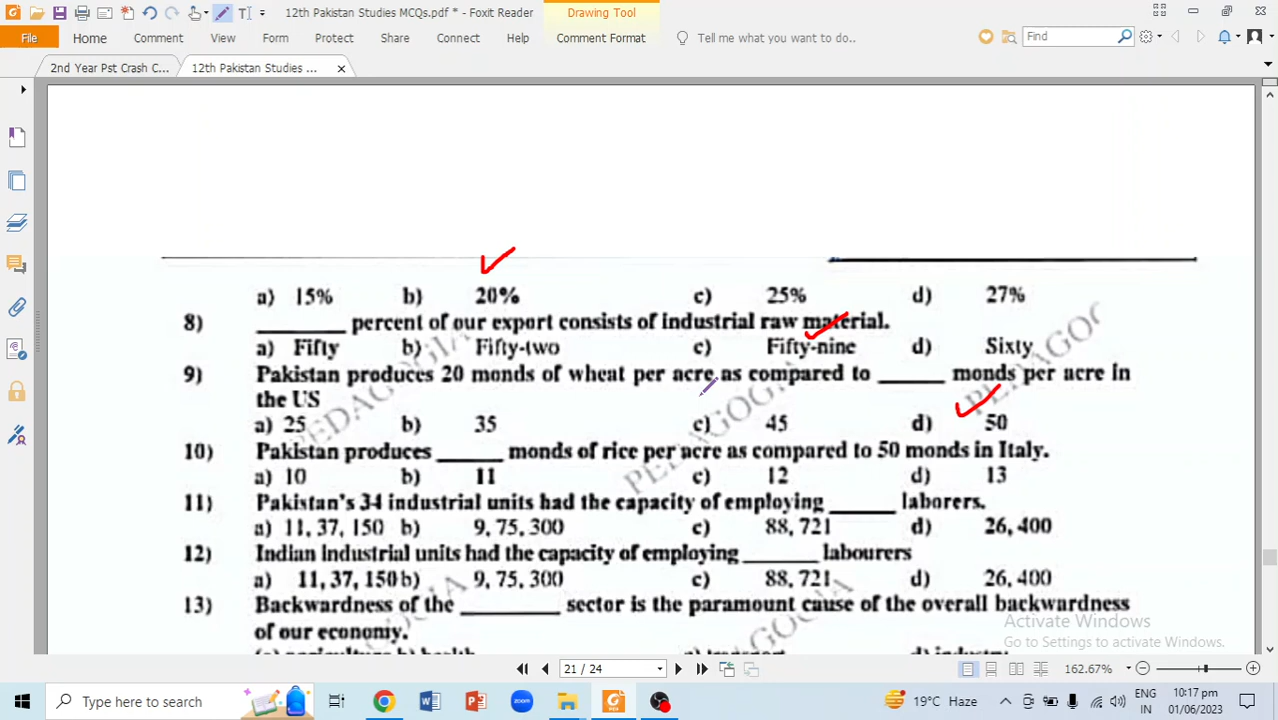 12th Pakistan Studies MCQs.pdf * - Foxit Reader
Drawing Tool
File Home Comment View Form Protect Share Connect Help Comment Format Tell me what you want to do.. Find
2nd Year Pst Crash C... 12th Pakistan Studies ...
a) 15% b) 20% c) 25% d) 27%
8) ________ percent of our export consists of industrial raw material.
a) Fifty b) Fifty-two c) Fifty-nine d) Sixty
9) Pakistan produces 20 monds of wheat per acre as compared to ______ monds per acre in
the US
a) 25 b) 35 c) 45 d) 50
10) Pakistan produces ______ monds of rice per acre as compared to 50 monds in Italy.
a) 10 b) 11 c) 12 d) 13
11) Pakistan's 34 industrial units had the capacity of employing ______ laborers.
a) 11, 37, 150 b) 9, 75, 300 c) 88, 721 d) 26, 400
12) Indian industrial units had the capacity of employing _______ labourers
a) 11, 37, 150 b) 9, 75, 300 c) 88, 721 d) 26, 400
13) Backwardness of the _________ sector is the paramount cause of the overall backwardness
of our economy.
PEDAGOGIA
PEDAGOGIA
Activate Windows
Go to Settings to activate Windows.
21 / 24 162.67%
Type here to search
19°C Haze
ENG
IN
10:17 pm
01/06/2023